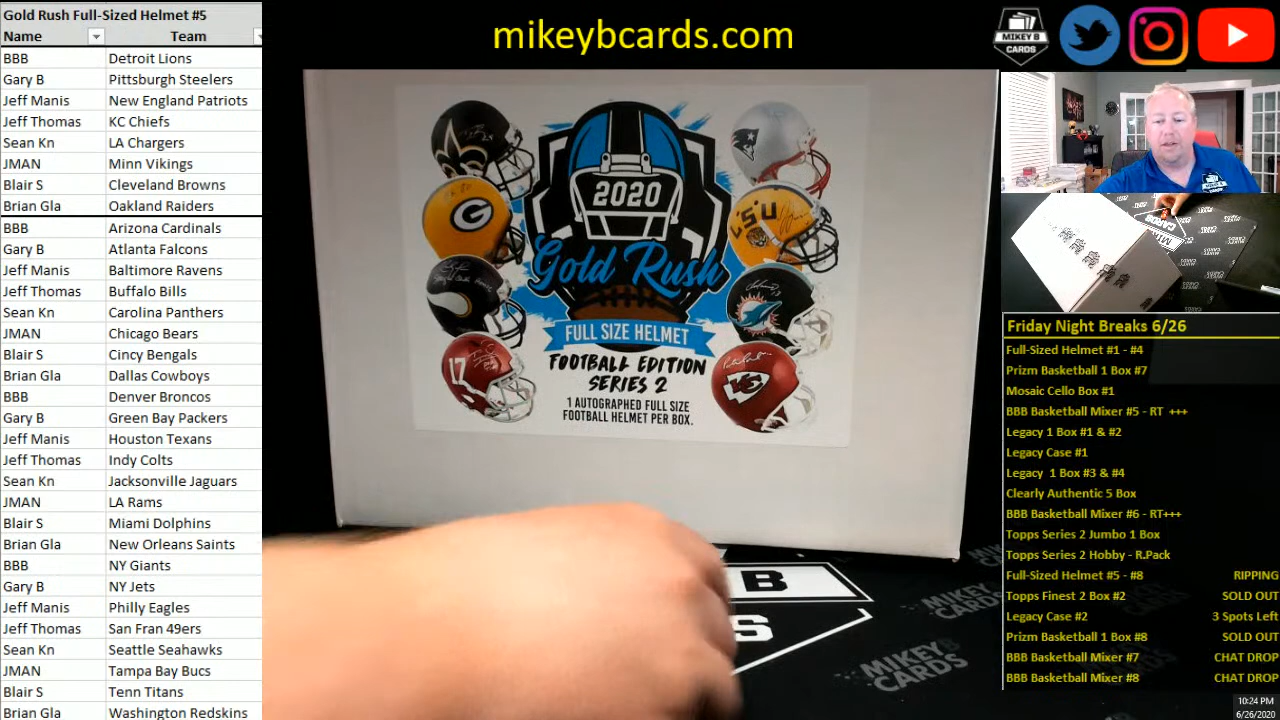 Gold Rush Full-Sized Helmet #5
Name Team
BBB Detroit Lions
Gary B Pittsburgh Steelers
Jeff Manis New England Patriots
Jeff Thomas KC Chiefs
Sean Kn LA Chargers
JMAN Minn Vikings
Blair S Cleveland Browns
Brian Gla Oakland Raiders
BBB Arizona Cardinals
Gary B Atlanta Falcons
Jeff Manis Baltimore Ravens
Jeff Thomas Buffalo Bills
Sean Kn Carolina Panthers
JMAN Chicago Bears
Blair S Cincy Bengals
Brian Gla Dallas Cowboys
BBB Denver Broncos
Gary B Green Bay Packers
Jeff Manis Houston Texans
Jeff Thomas Indy Colts
Sean Kn Jacksonville Jaguars
JMAN LA Rams
Blair S Miami Dolphins
Brian Gla New Orleans Saints
BBB NY Giants
Gary B NY Jets
Jeff Manis Philly Eagles
Jeff Thomas San Fran 49ers
Sean Kn Seattle Seahawks
JMAN Tampa Bay Bucs
Blair S Tenn Titans
Brian Gla Washington Redskins
mikeybcards.com
2020
Gold Rush
FULL SIZE HELMET
FOOTBALL EDITION
SERIES 2
1 AUTOGRAPHED FULL SIZE
FOOTBALL HELMET PER BOX.
G
17
L.S.U.
KC
B
S
MIKEY B
CARDS
MIKEY B
CARDS
MIKEY B
CARDS
Friday Night Breaks 6/26
Full-Sized Helmet #1 - #4
Prizm Basketball 1 Box #7
Mosaic Cello Box #1
BBB Basketball Mixer #5 - RT +++
Legacy 1 Box #1 & #2
Legacy Case #1
Legacy 1 Box #3 & #4
Clearly Authentic 5 Box
BBB Basketball Mixer #6 - RT+++
Topps Series 2 Jumbo 1 Box
Topps Series 2 Hobby - R.Pack
Full-Sized Helmet #5 - #8 RIPPING
Topps Finest 2 Box #2 SOLD OUT
Legacy Case #2 3 Spots Left
Prizm Basketball 1 Box #8 SOLD OUT
BBB Basketball Mixer #7 CHAT DROP
BBB Basketball Mixer #8 CHAT DROP
10:24 PM
6/26/2020